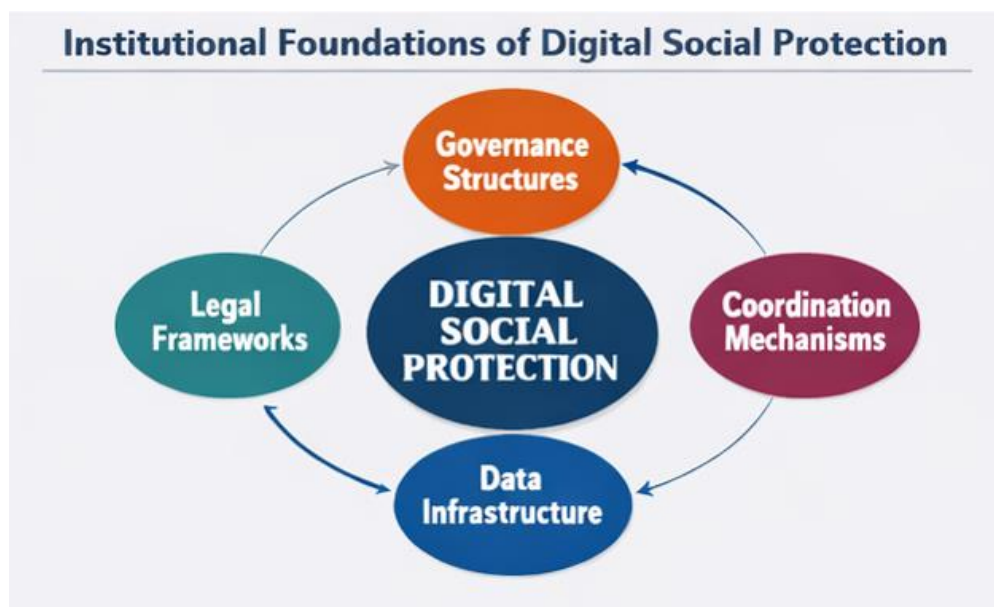 Institutional Foundations of Digital Social Protection
Governance
Structures
Legal
Frameworks
DIGITAL
SOCIAL
PROTECTION
Coordination
Mechanisms
Data
Infrastructure